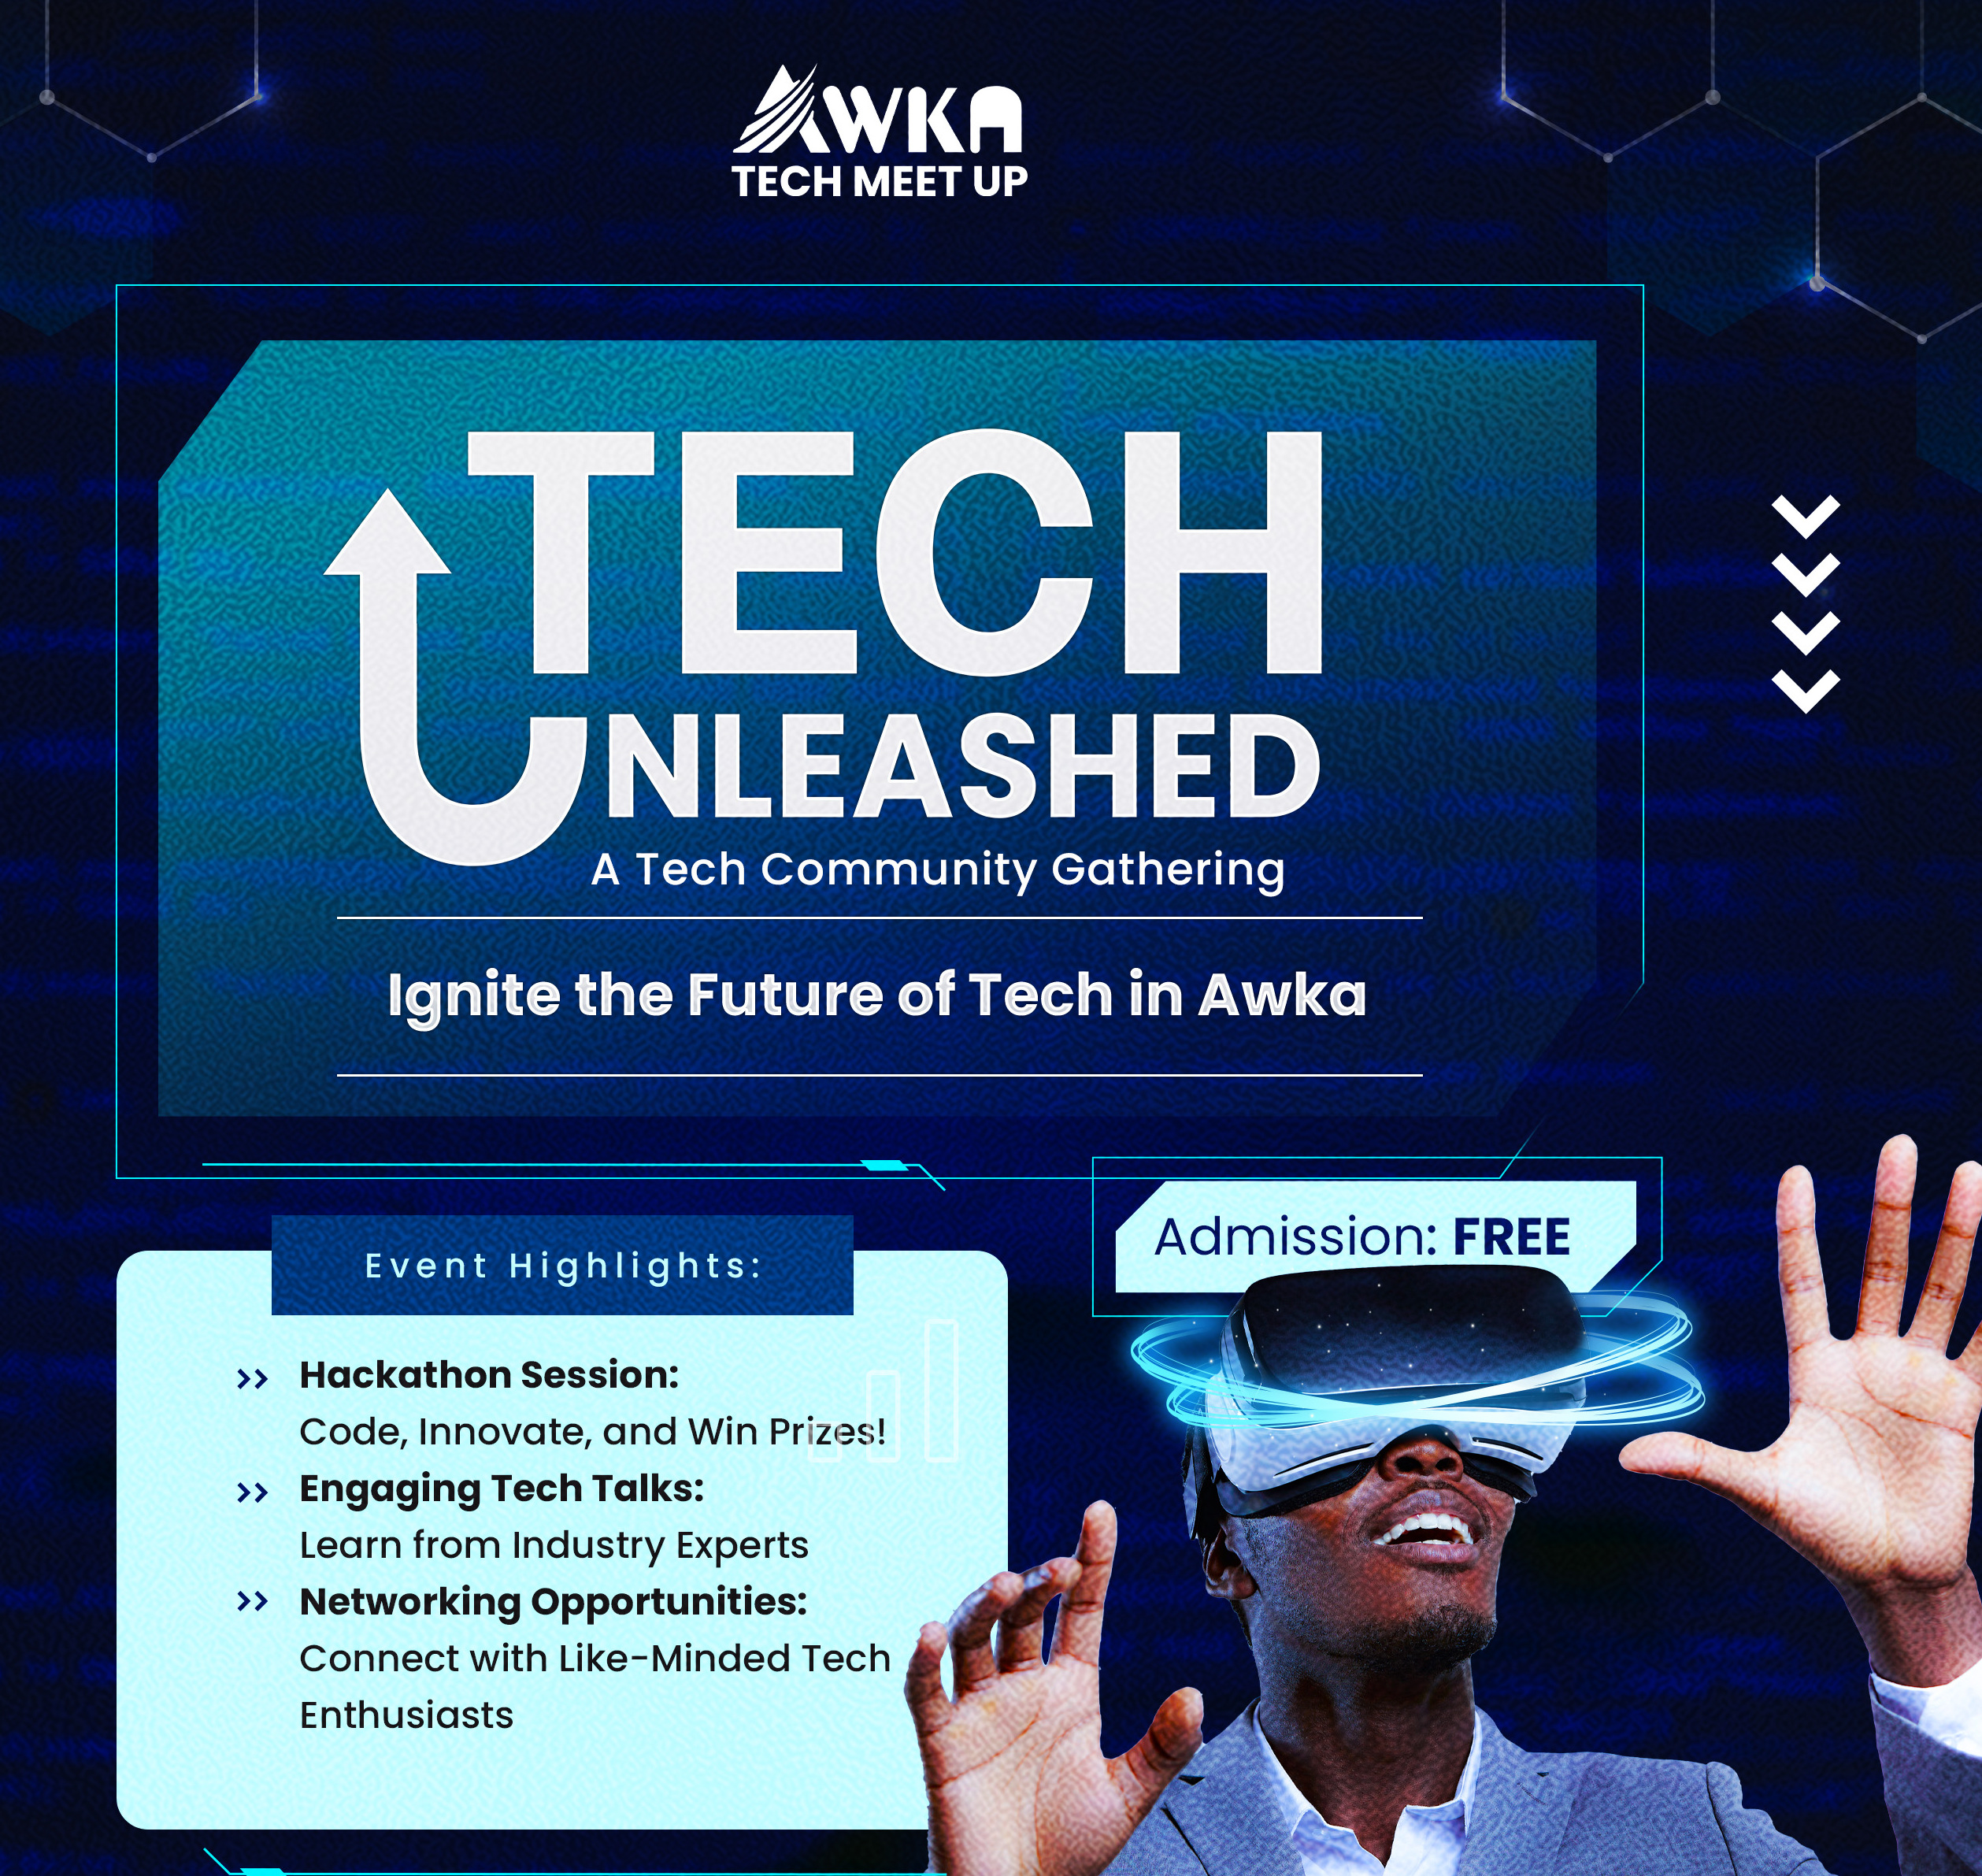 AWKA
TECH MEET UP
TECH
UNLEASHED
A Tech Community Gathering
Ignite the Future of Tech in Awka
Admission: FREE
Event Highlights:
Hackathon Session:
Code, Innovate, and Win Prizes!
Engaging Tech Talks:
Learn from Industry Experts
Networking Opportunities:
Connect with Like-Minded Tech
Enthusiasts